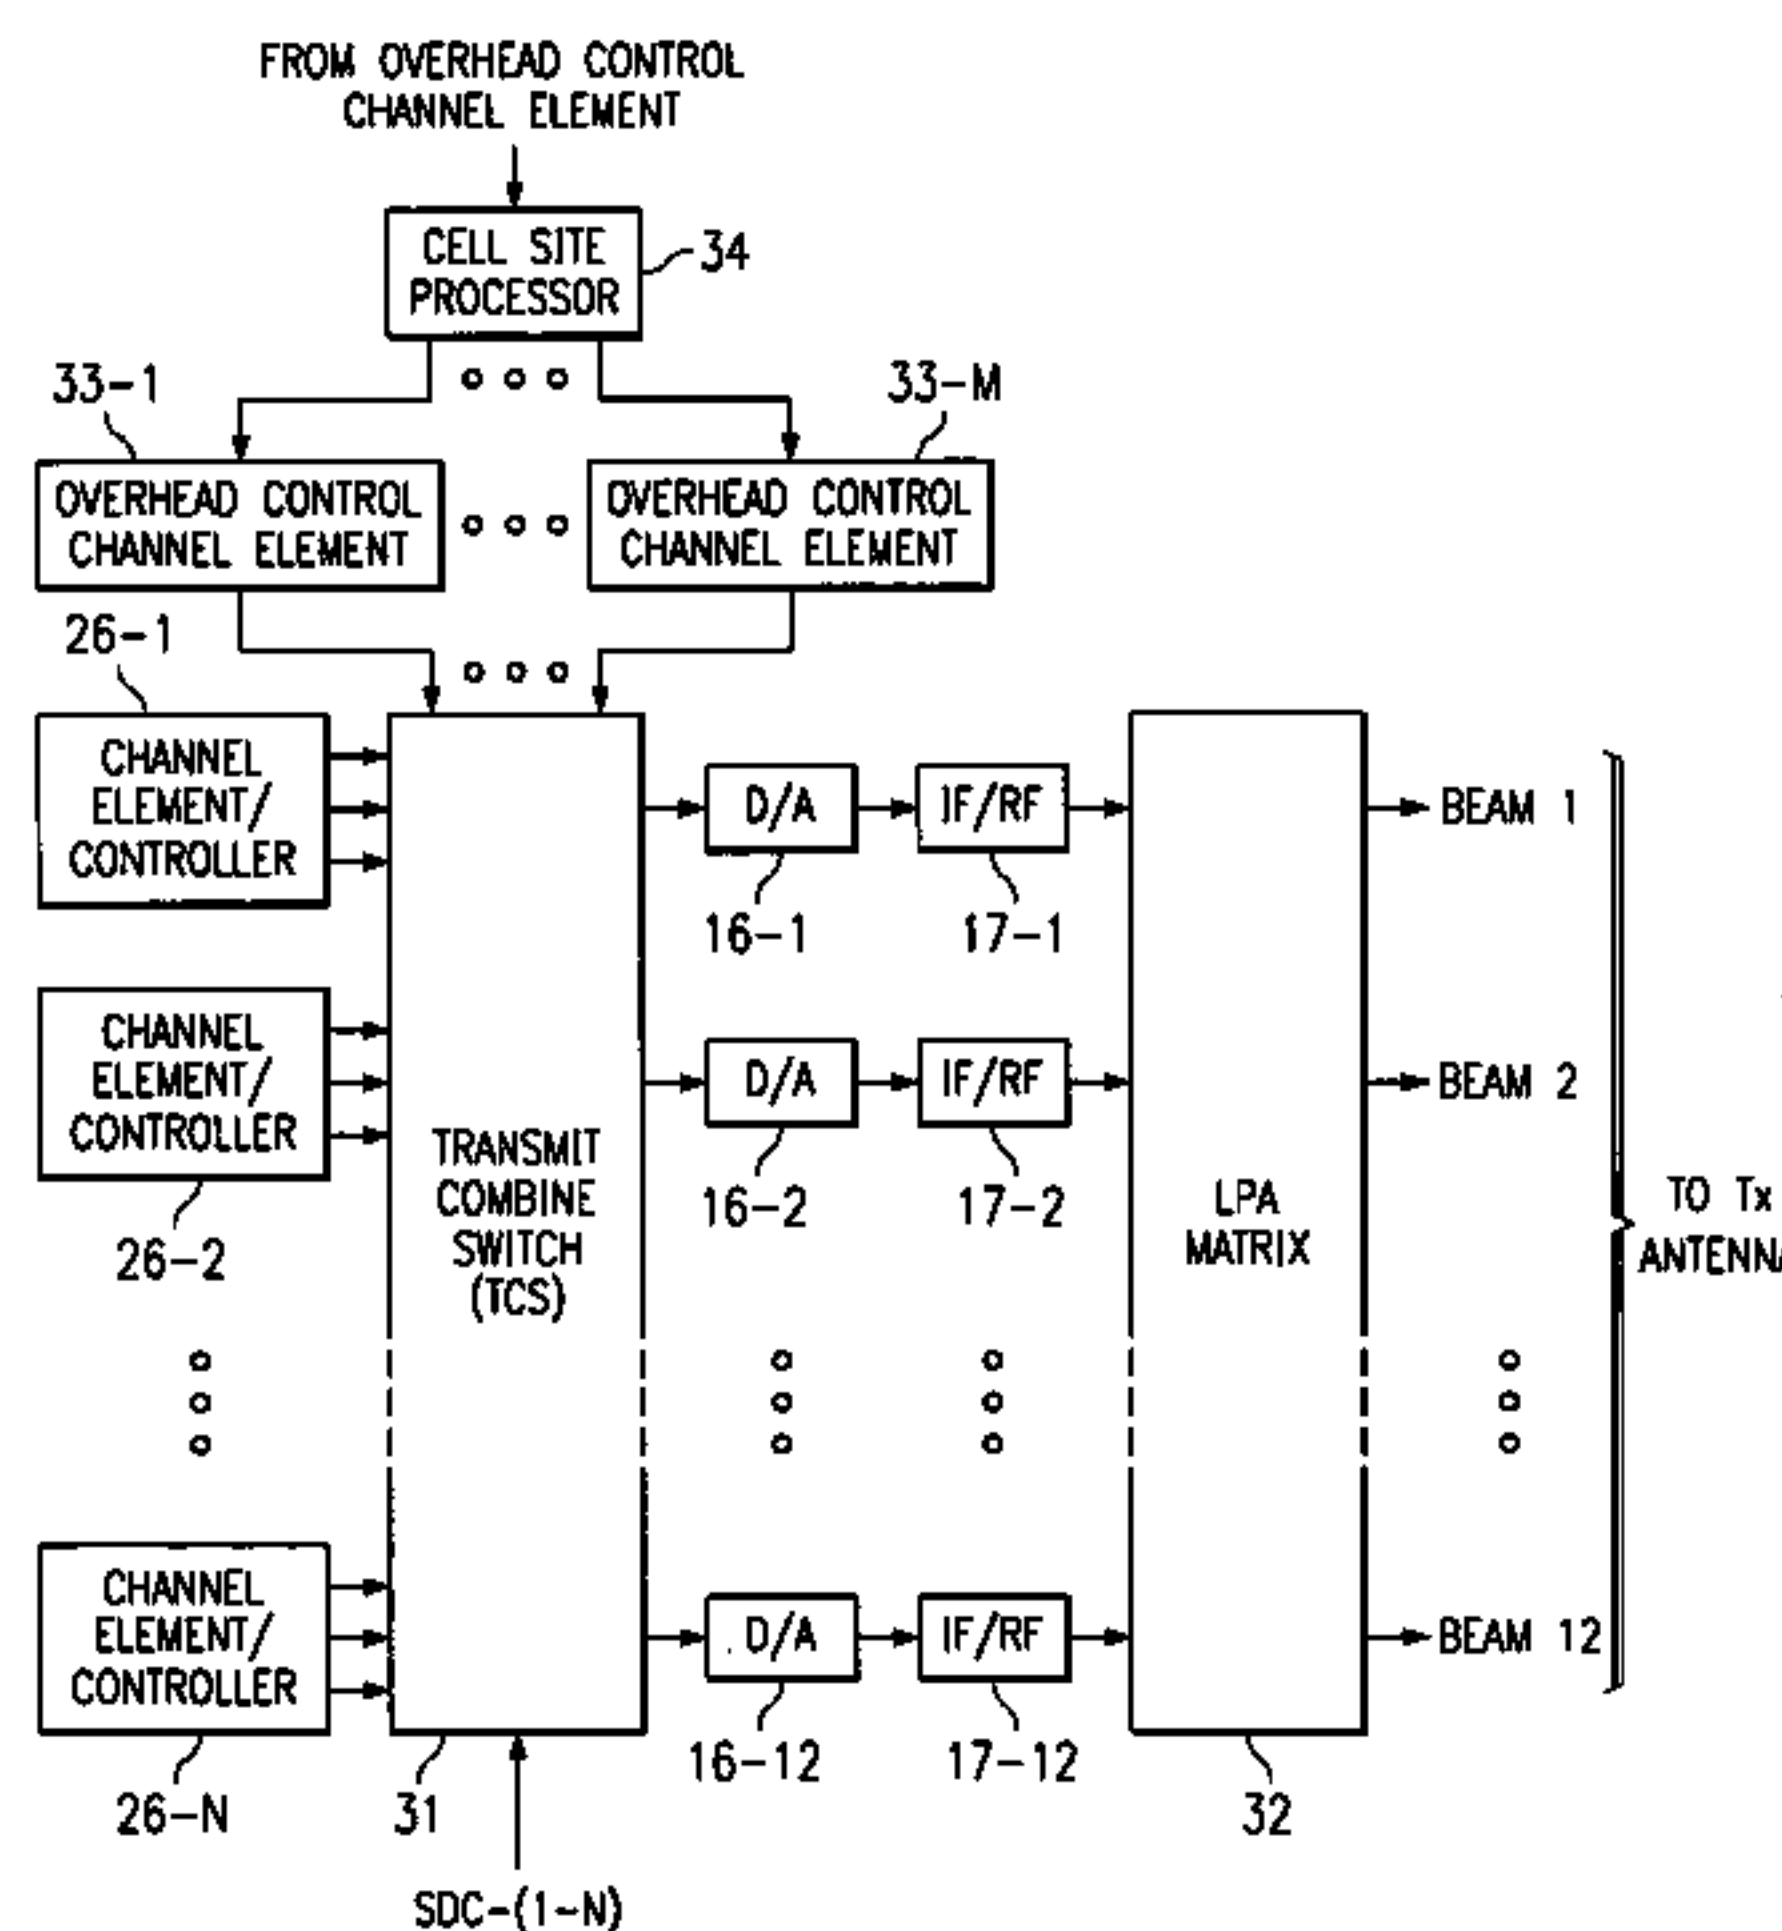 FROM OVERHEAD CONTROL
CHANNEL ELEMENT
CELL SITE
PROCESSOR
34
33-1
33-M
OVERHEAD CONTROL
CHANNEL ELEMENT
OVERHEAD CONTROL
CHANNEL ELEMENT
26-1
CHANNEL
ELEMENT/
CONTROLLER
D/A
IF/RF
BEAM 1
16-1
17-1
CHANNEL
ELEMENT/
CONTROLLER
D/A
IF/RF
BEAM 2
26-2
16-2
17-2
TRANSMIT
COMBINE
SWITCH
(TCS)
LPA
MATRIX
TO Tx
ANTENNA
CHANNEL
ELEMENT/
CONTROLLER
D/A
IF/RF
BEAM 12
26-N
31
16-12
17-12
32
SDC-(1-N)